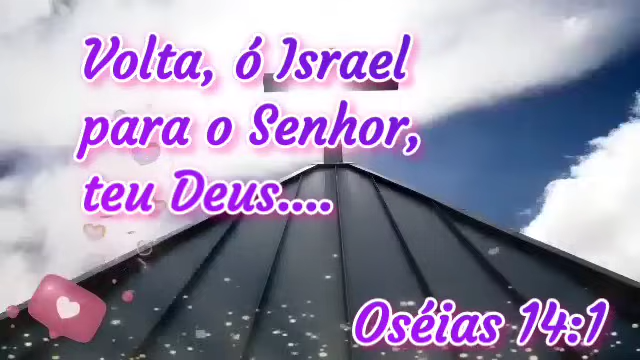 Volta, ó Israel
para o Senhor,
teu Deus....
Oséias 14:1